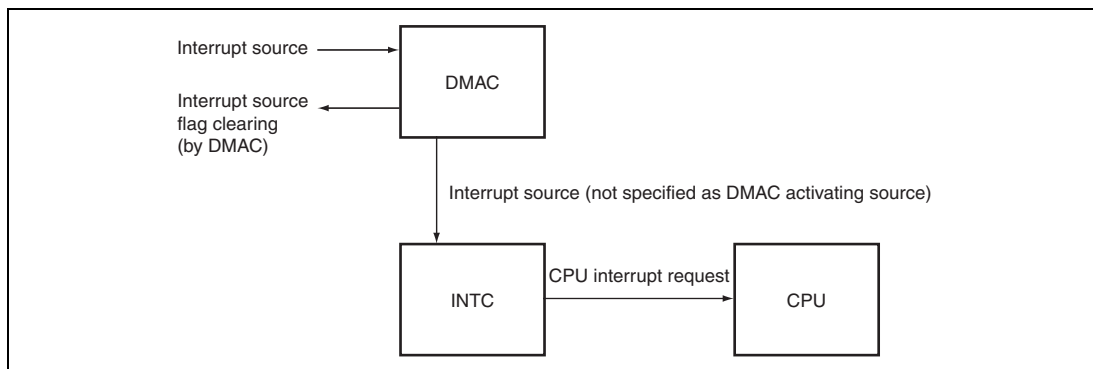 Interrupt source
DMAC
Interrupt source
flag clearing
(by DMAC)
Interrupt source (not specified as DMAC activating source)
CPU interrupt request
INTC
CPU